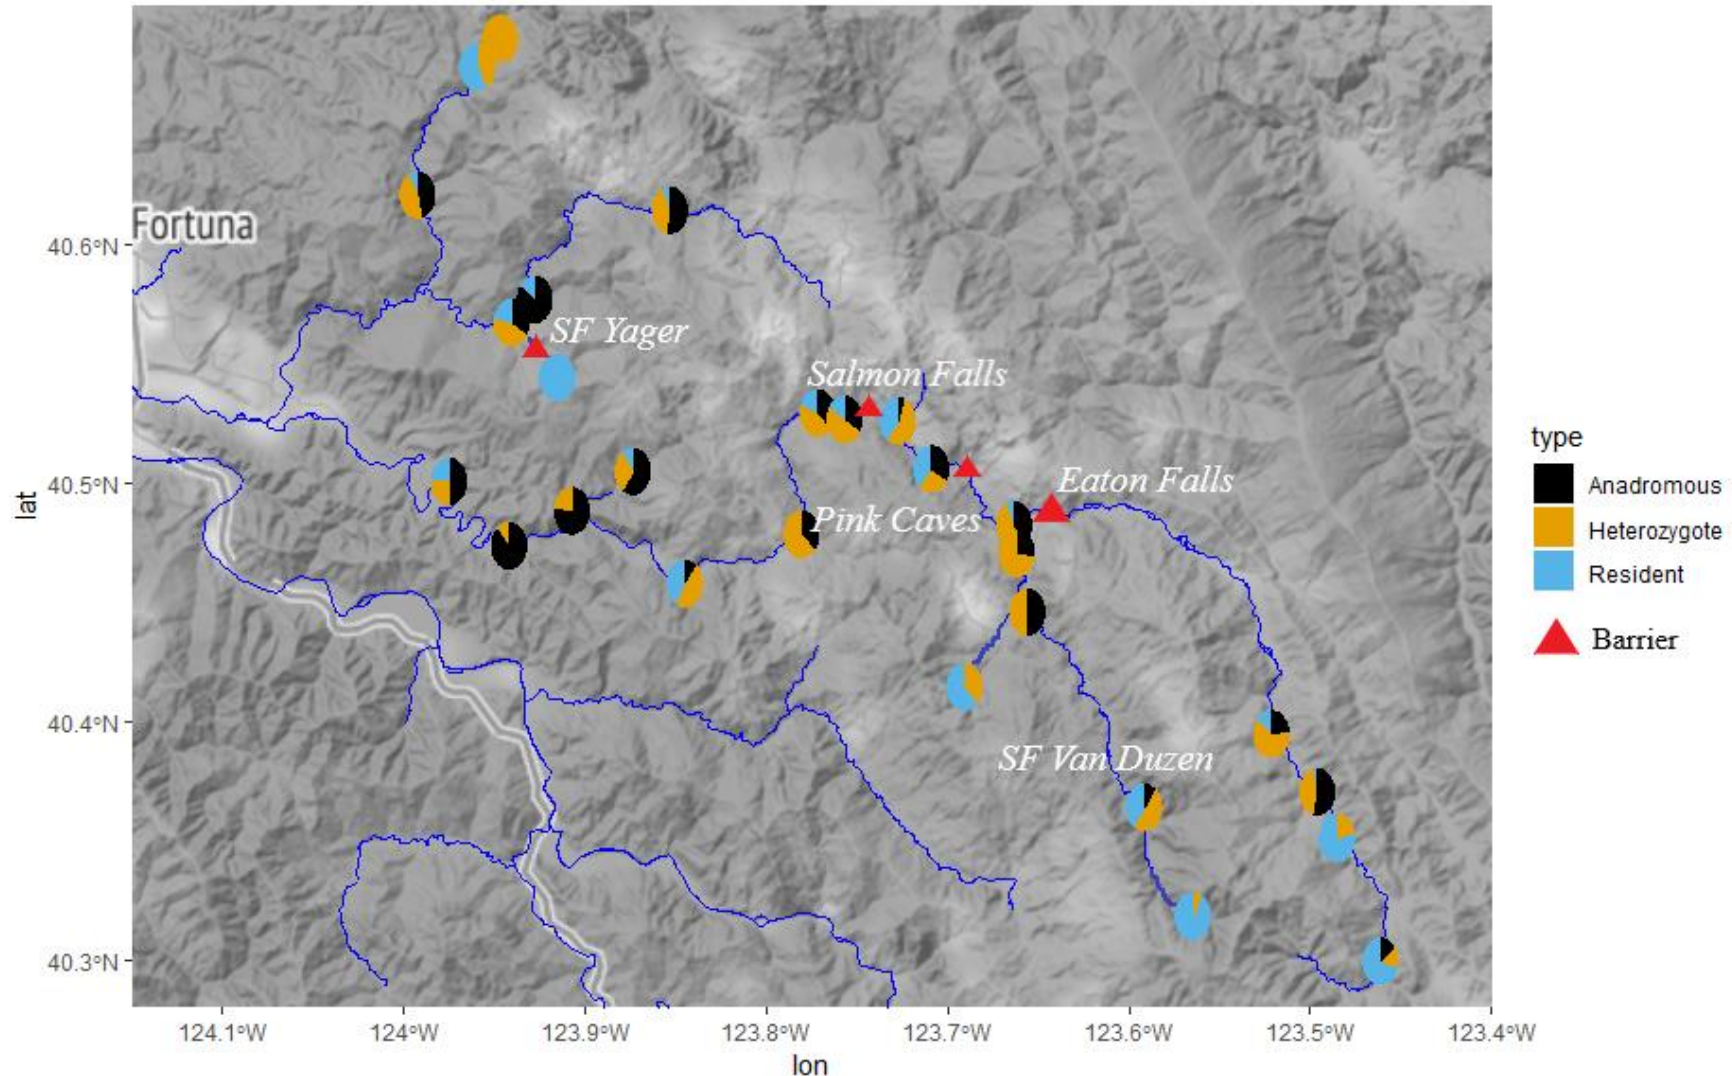 Fortuna
40.6°N
SF Yager
Salmon Falls
type
Anadromous
Heterozygote
Resident
Barrier
lat
40.5°N
Eaton Falls
Pink Caves
40.4°N
SF Van Duzen
40.3°N
124.1°W
124°W
123.9°W
123.8°W
123.7°W
123.6°W
123.5°W
123.4°W
lon